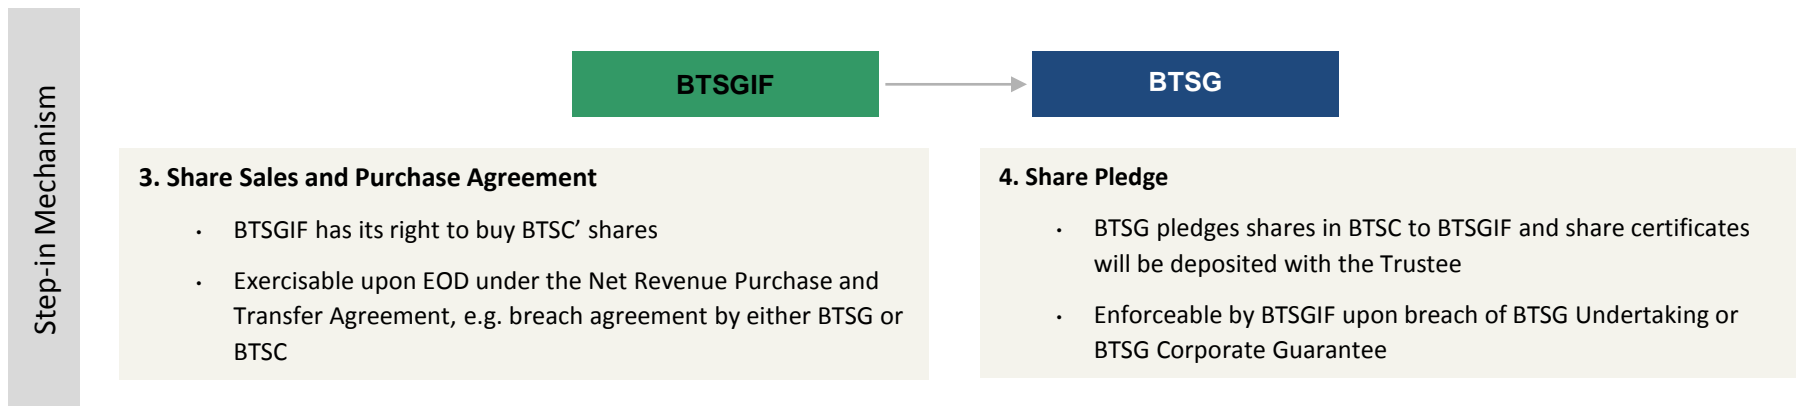 Step-in Mechanism
BTSGIF
BTSG
3. Share Sales and Purchase Agreement
• BTSGIF has its right to buy BTSC’ shares
• Exercisable upon EOD under the Net Revenue Purchase and
Transfer Agreement, e.g. breach agreement by either BTSG or
BTSC
4. Share Pledge
• BTSG pledges shares in BTSC to BTSGIF and share certificates
will be deposited with the Trustee
• Enforceable by BTSGIF upon breach of BTSG Undertaking or
BTSG Corporate Guarantee